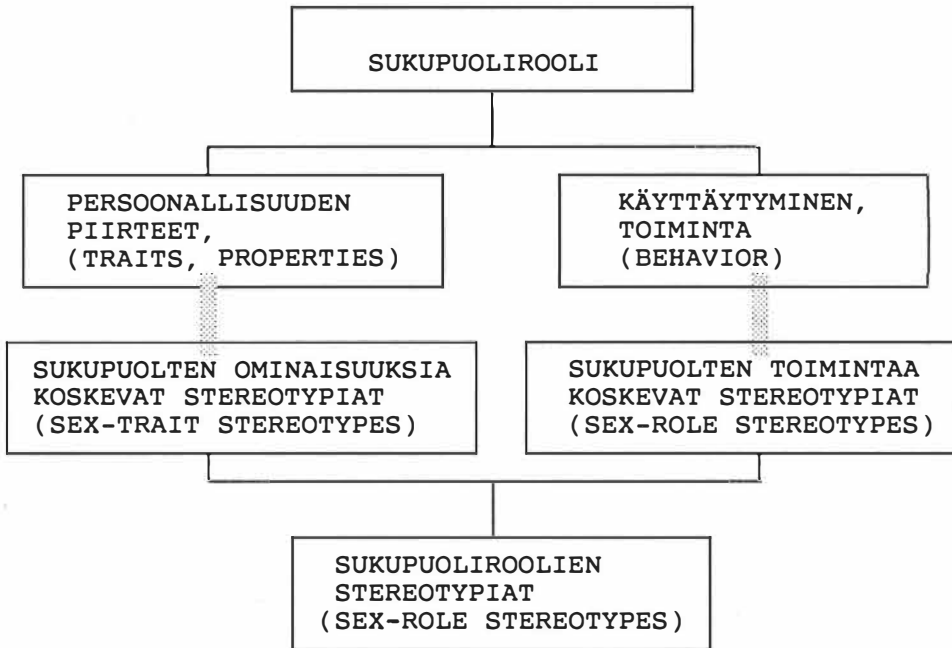 SUKUPUOLIROOLI
PERSOONALLISUUDEN
PIIRTEET,
(TRAITS, PROPERTIES)
KÄYTTÄYTYMINEN,
TOIMINTA
(BEHAVIOR)
SUKUPUOLTEN OMINAISUUKSIA
KOSKEVAT STEREOTYPIAT
(SEX-TRAIT STEREOTYPES)
SUKUPUOLTEN TOIMINTAA
KOSKEVAT STEREOTYPIAT
(SEX-ROLE STEREOTYPES)
SUKUPUOLIROOLIEN
STEREOTYPIAT
(SEX-ROLE STEREOTYPES)